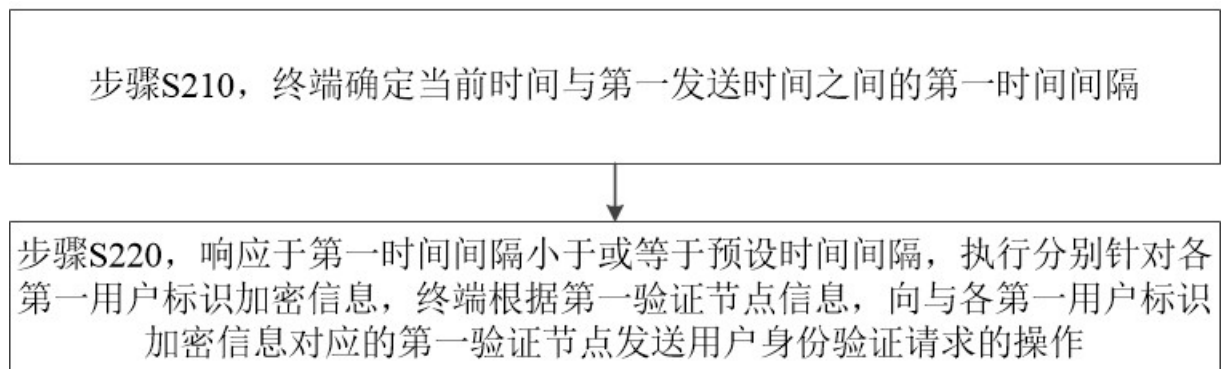 步骤S210，终端确定当前时间与第一发送时间之间的第一时间间隔
步骤S220，响应于第一时间间隔小于或等于预设时间间隔，执行分别针对各
第一用户标识加密信息，终端根据第一验证节点信息，向与各第一用户标识
加密信息对应的第一验证节点发送用户身份验证请求的操作